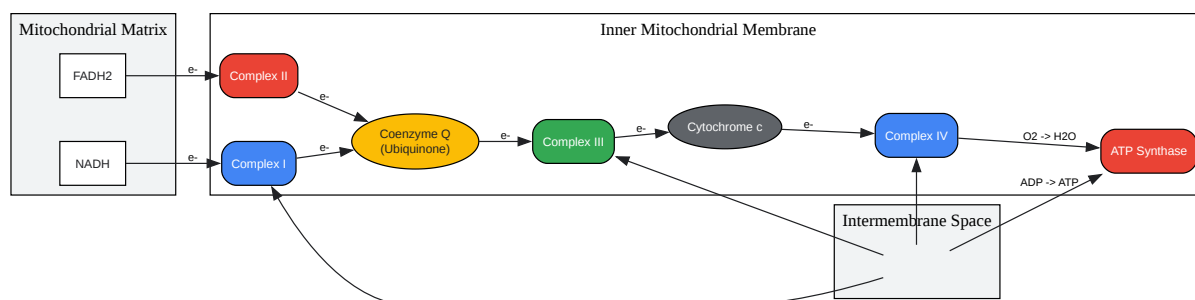 Mitochondrial Matrix
Inner Mitochondrial Membrane
FADH2
e-
Complex II
e-
Coenzyme Q
(Ubiquinone)
NADH
e-
Complex I
e-
e-
Complex III
e-
Cytochrome c
e-
Complex IV
O2 -> H2O
ATP Synthase
ADP -> ATP
Intermembrane Space